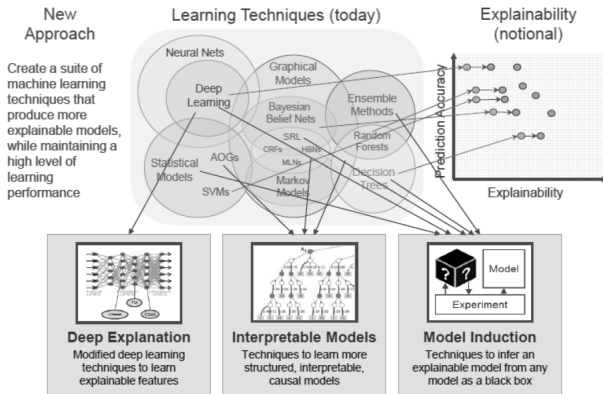 New
Approach
Create a suite of
machine learning
techniques that
produce more
explainable models,
while maintaining a
high level of
learning
performance
Learning Techniques (today)
Neural Nets
Deep
Learning
Graphical
Models
Bayesian
Belief Nets
SRL
CRFs
HBNs
MLNs
Markov
Models
Ensemble
Methods
Random
Forests
Decision
Trees
Statistical
Models
AOGs
SVMs
Explainability
(notional)
Prediction Accuracy
Explainability
Deep Explanation
Modified deep learning
techniques to learn
explainable features
Interpretable Models
Techniques to learn more
structured, interpretable,
causal models
?
?
Model
Experiment
Model Induction
Techniques to infer an
explainable model from any
model as a black box